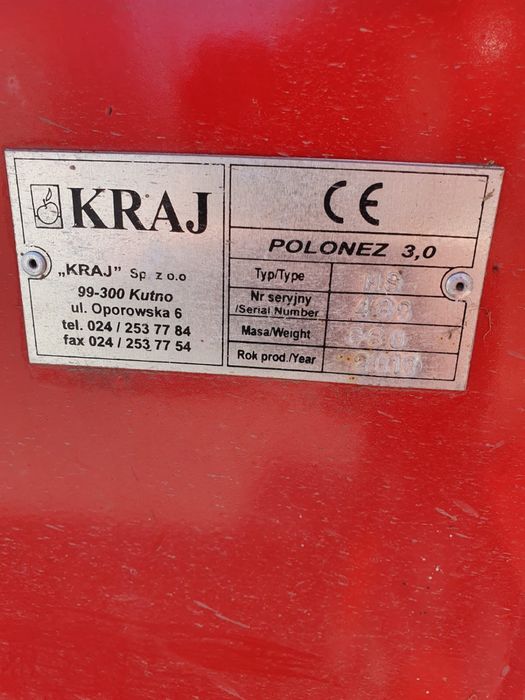 KRAJ
„KRAJ” Sp. z o.o
99-300 Kutno
ul. Oporowska 6
tel. 024 / 253 77 84
fax 024 / 253 77 54
CE
POLONEZ 3,0
Typ/Type
Nr seryjny
/Serial Number
Masa/Weight
Rok prod./Year